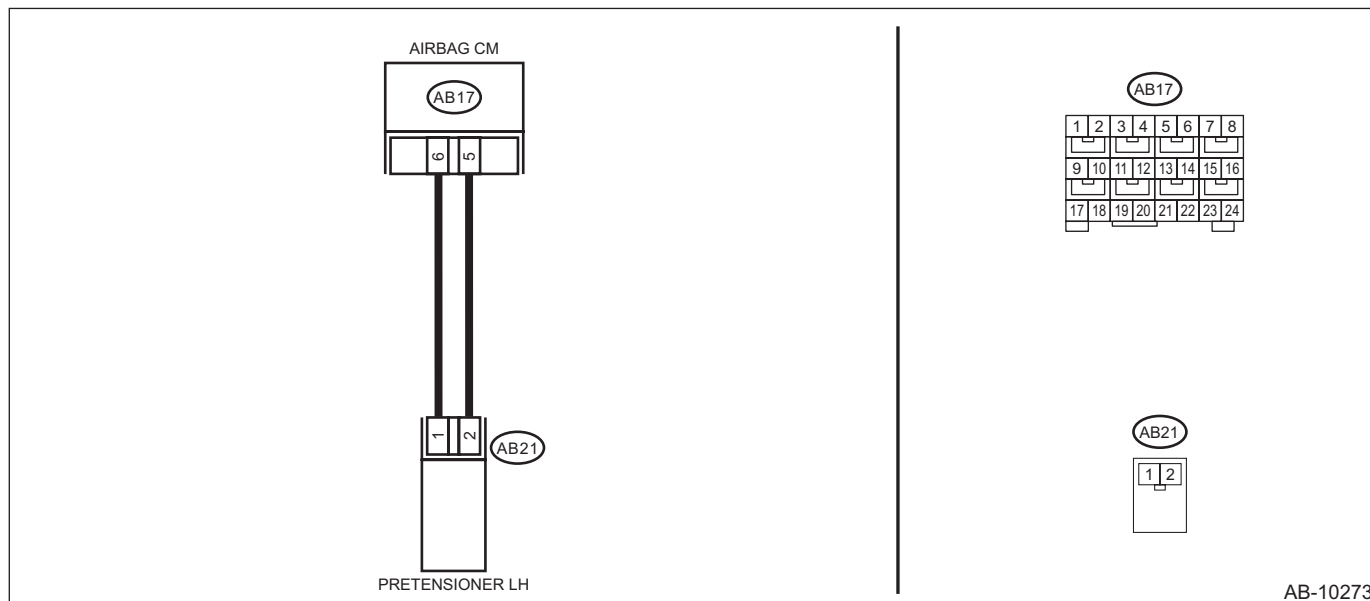 AIRBAG CM
AB17
6 5
1 2
AB21
PRETENSIONER LH
AB17
1 2 3 4 5 6 7 8
9 10 11 12 13 14 15 16
17 18 19 20 21 22 23 24
AB21
1 2
AB-10273